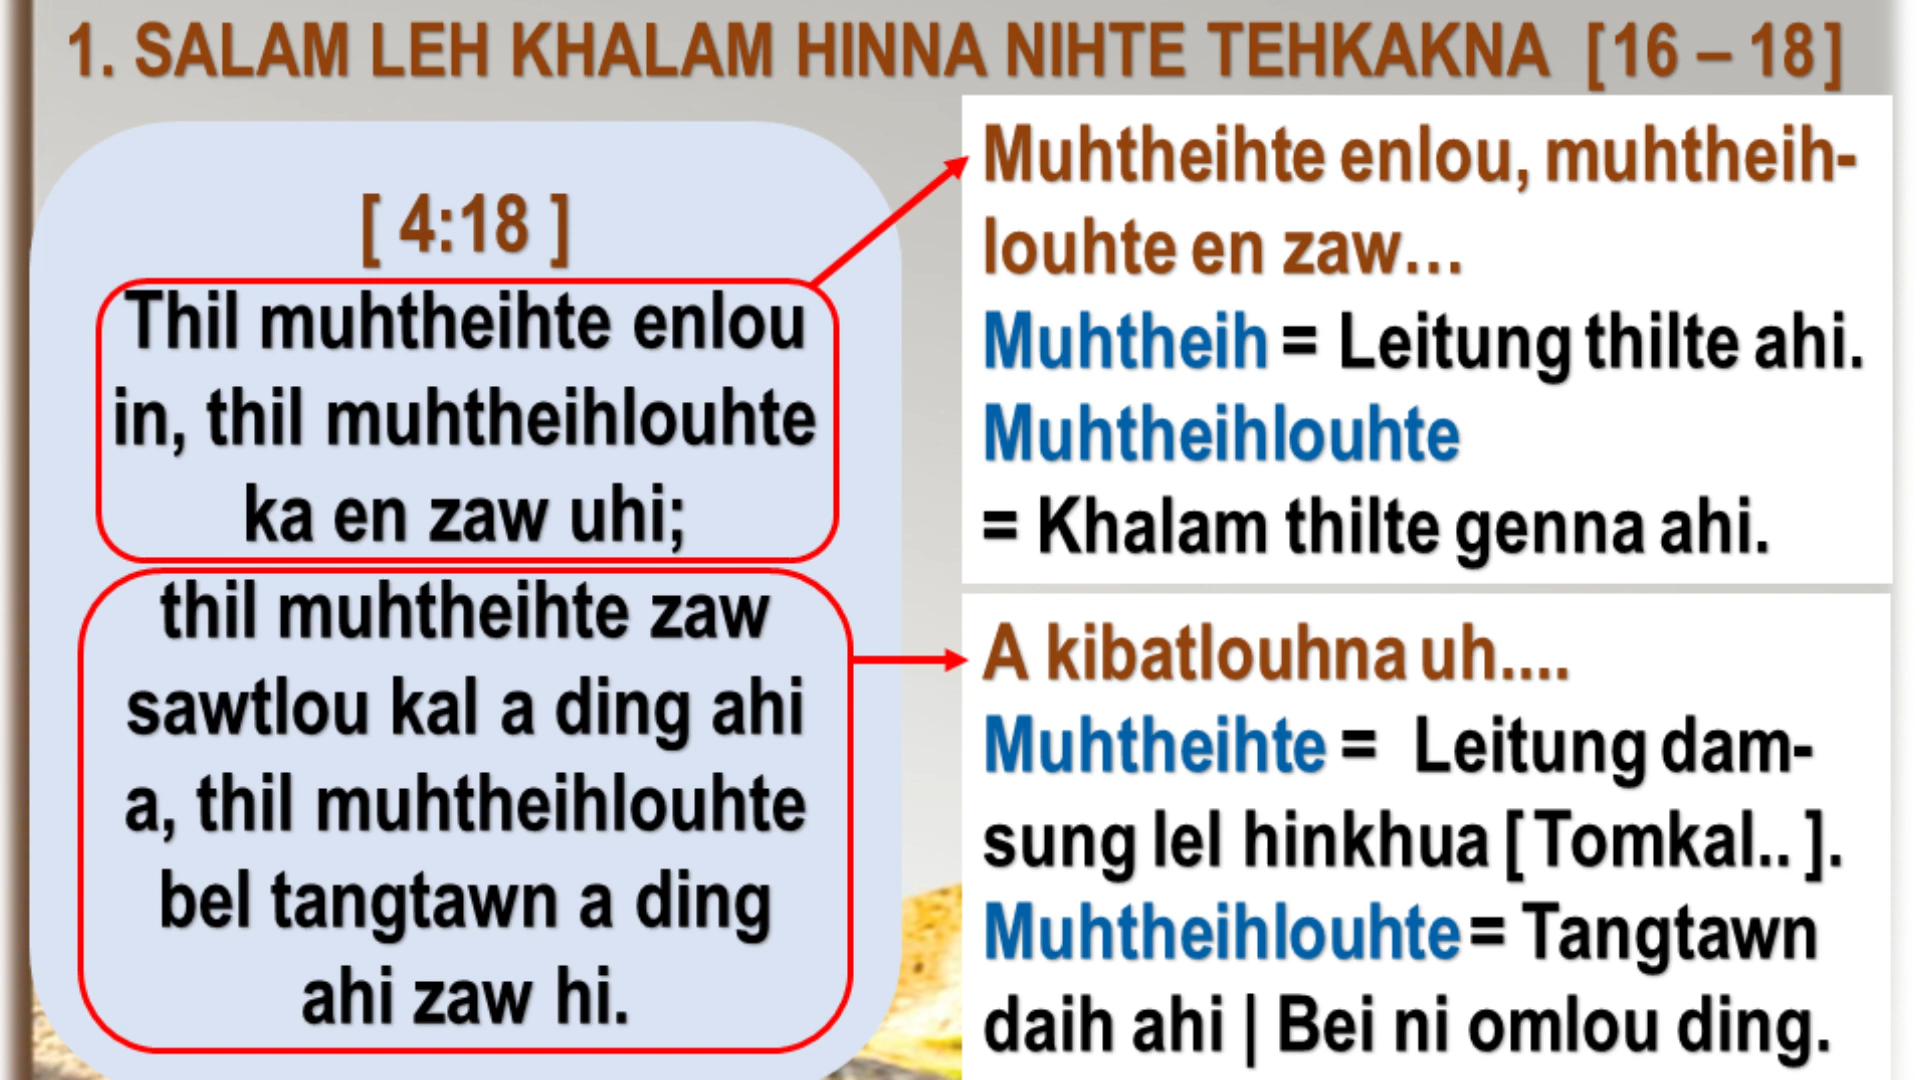 1. SALAM LEH KHALAM HINNA NIHTE TEHKAKNA [16 – 18]
[ 4:18 ]
Thil muhtheihte enlou
in, thil muhtheihlouhte
ka en zaw uhi;
thil muhtheihte zaw
sawtlou kal a ding ahi
a, thil muhtheihlouhte
bel tangtawn a ding
ahi zaw hi.
Muhtheihte enlou, muhtheih-
louhte en zaw...
Muhtheih = Leitung thilte ahi.
Muhtheihlouhte
= Khalam thilte genna ahi.
A kibatlouhna uh....
Muhtheihte = Leitung dam-
sung lel hinkhua [ Tomkal.. ].
Muhtheihlouhte = Tangtawn
daih ahi | Bei ni omlou ding.